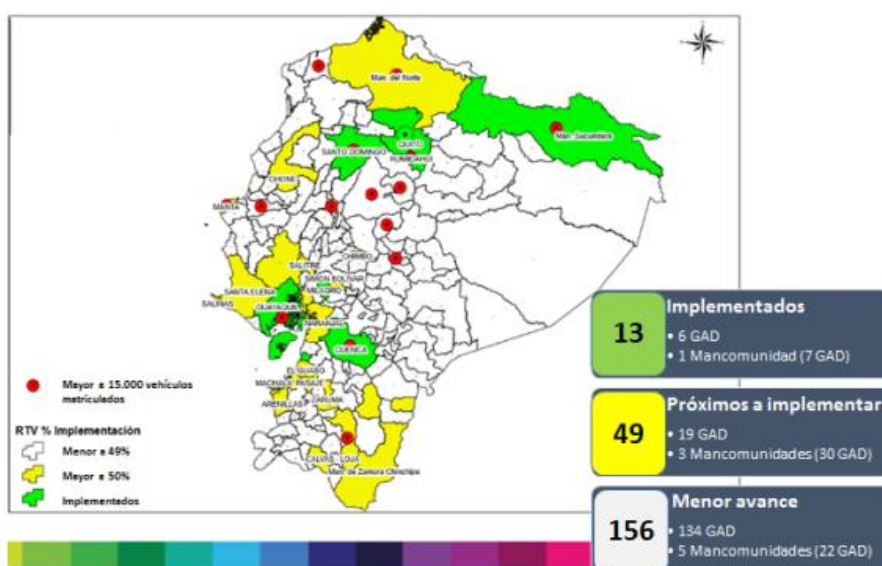 Man. del Norte
Man. Sucumbíos
QUITO
SANTO DOMINGO
RUMIÑAHUI
CHONE
MANTA
CHIMBO
SALITRE
SIMON BOLIVAR
MILAGRO
SANTA ELENA
SALINAS
GUAYAQUIL
NARANJAL
CUENCA
EL GUABO
MACHALA PASAJE
ARENILLAS
ZARUMA
CALVAS - LOJA
Man. de Zamora Chinchipe
Mayor a 15.000 vehículos
matriculados
RTV % Implementación
Menor a 49%
Mayor a 50%
Implementados
13
Implementados
• 6 GAD
• 1 Mancomunidad (7 GAD)
49
Próximos a implementar
• 19 GAD
• 3 Mancomunidades (30 GAD)
156
Menor avance
• 134 GAD
• 5 Mancomunidades (22 GAD)